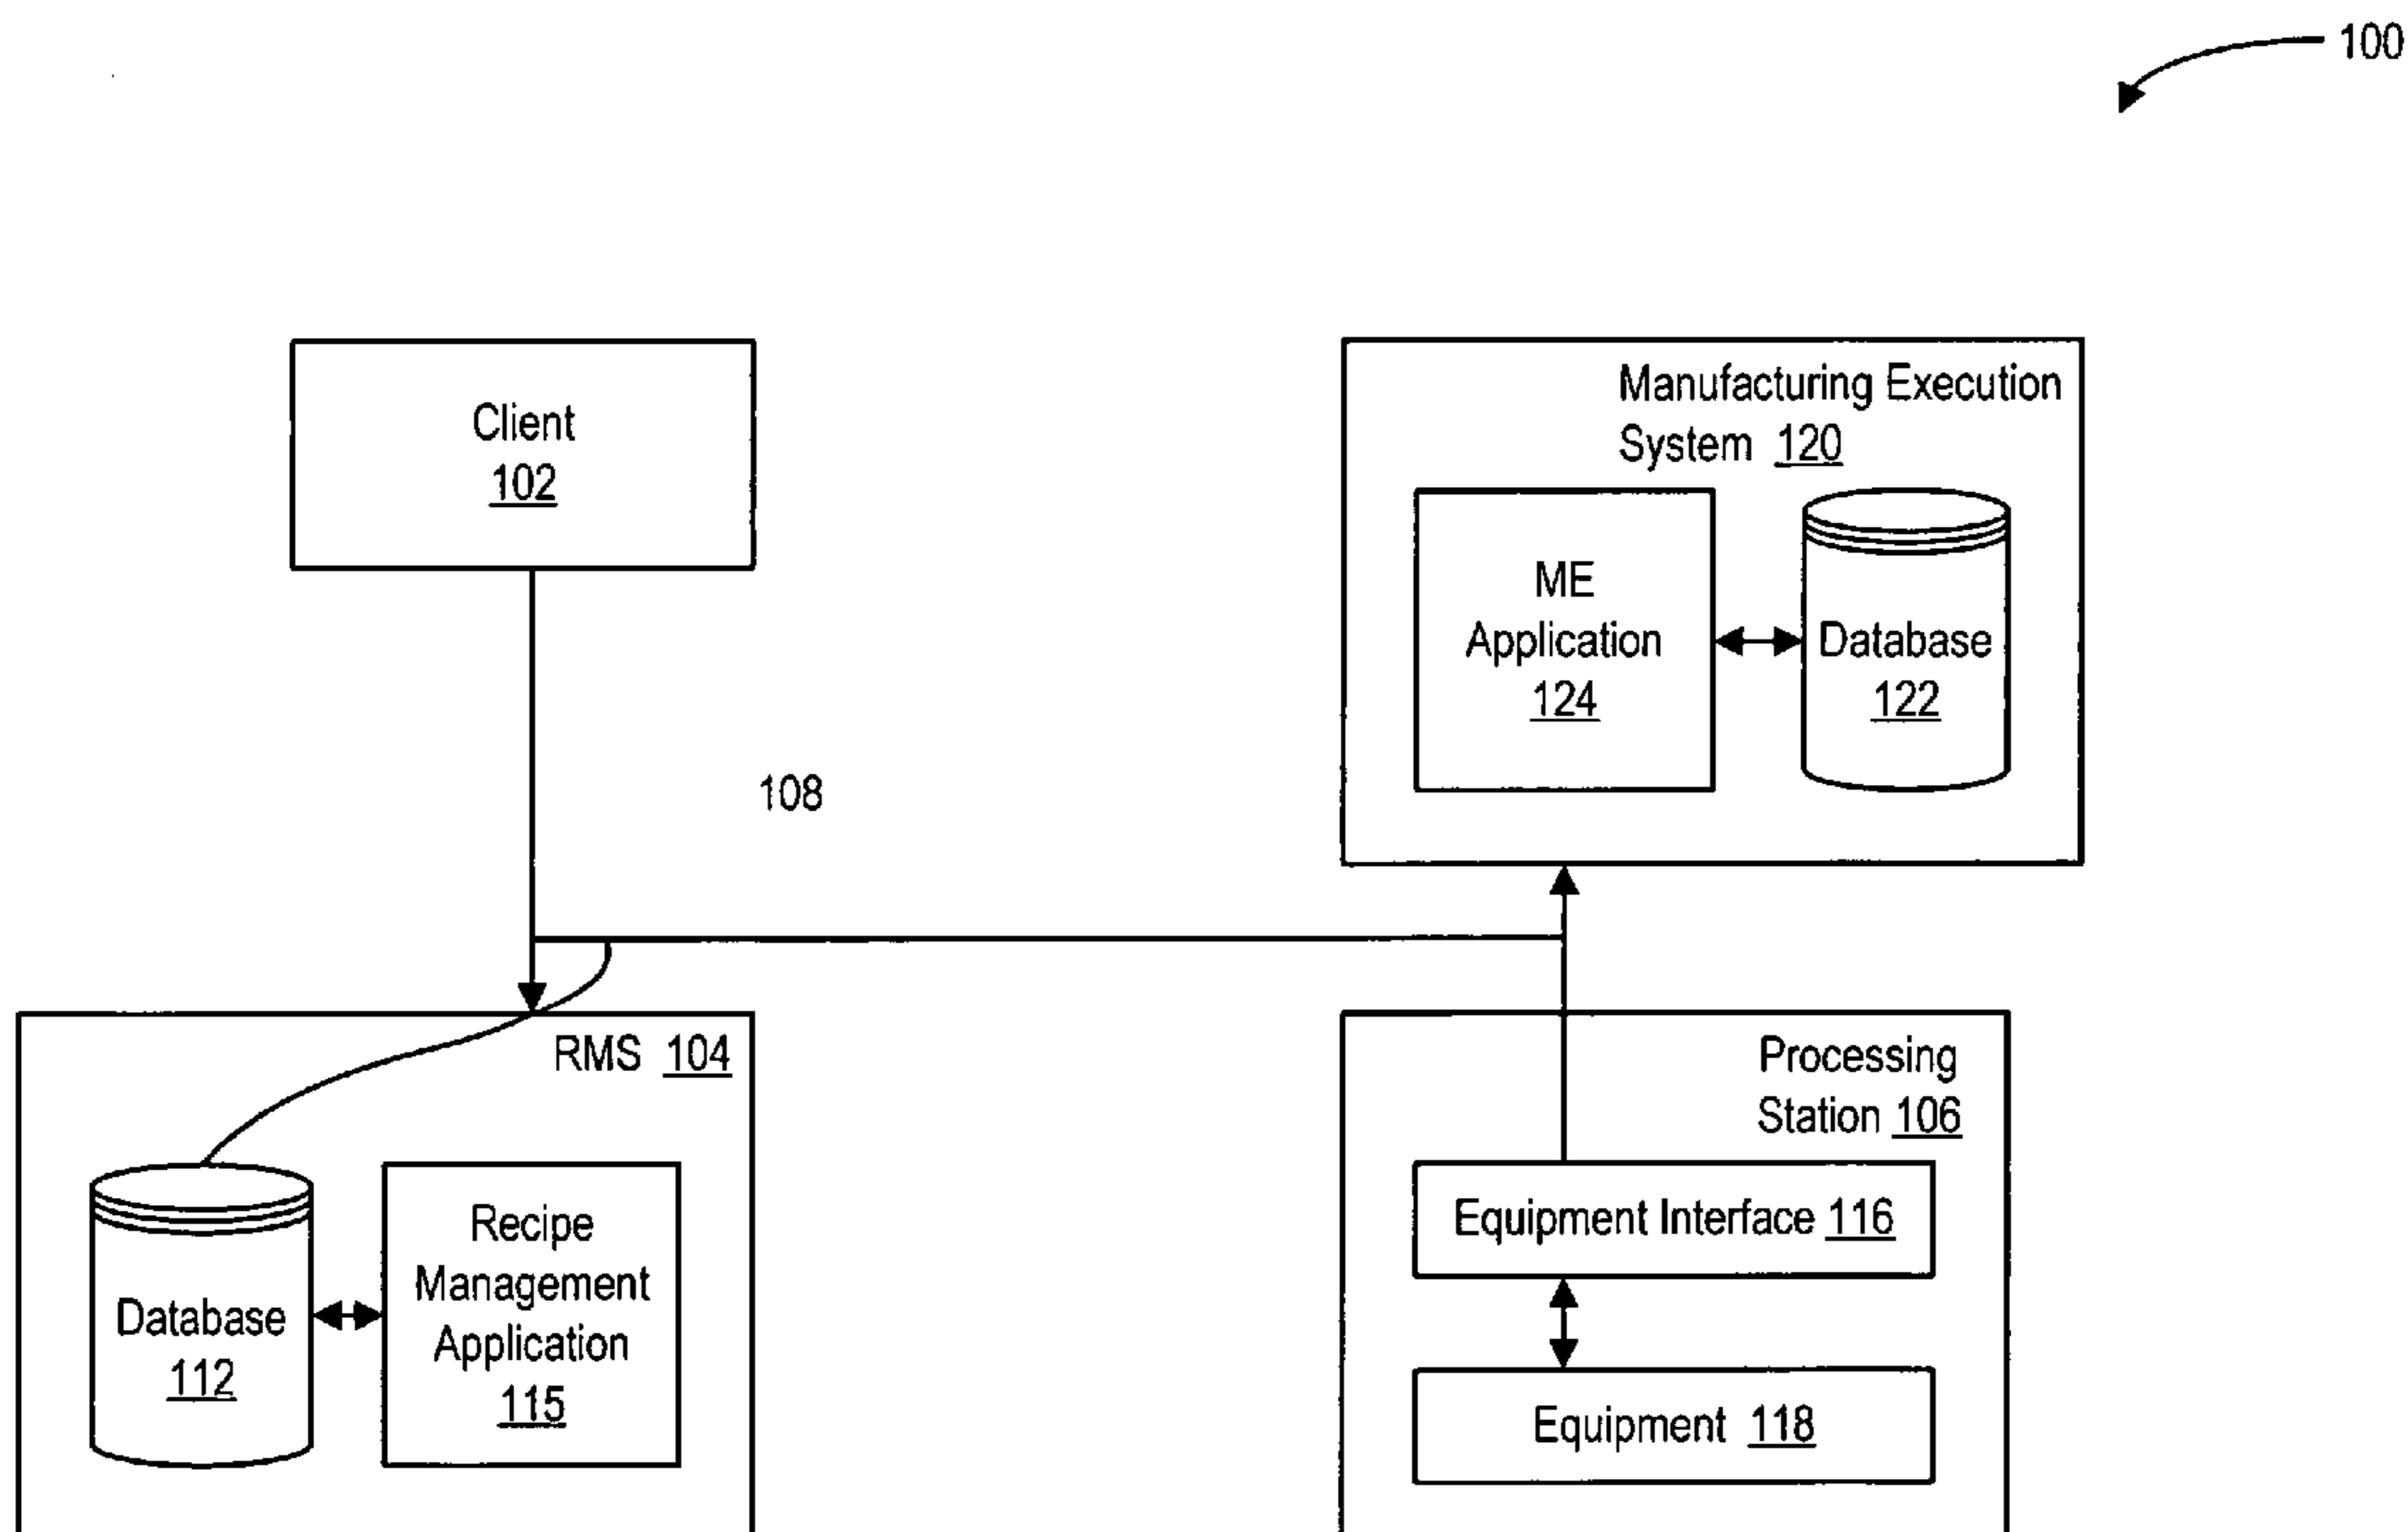 100
Client
102
Manufacturing Execution
System 120
ME
Application
124
Database
122
108
RMS 104
Database
112
Recipe
Management
Application
115
Processing
Station 106
Equipment Interface 116
Equipment 118